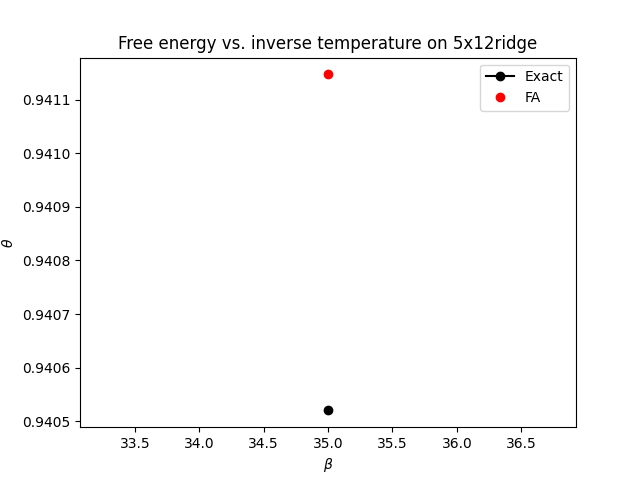 Free energy vs. inverse temperature on 5x12ridge
Exact
FA
0.9411
0.9410
0.9409
0.9408
0.9407
0.9406
0.9405
θ
33.5 34.0 34.5 35.0 35.5 36.0 36.5
β